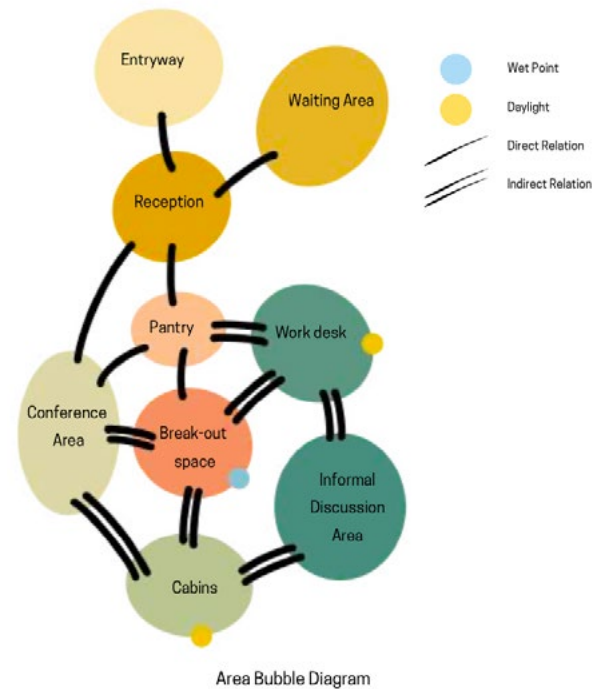 Entryway
Waiting Area
Wet Point
Daylight
Direct Relation
Indirect Relation
Reception
Pantry
Work desk
Conference
Area
Break-out
space
Informal
Discussion
Area
Cabins
Area Bubble Diagram